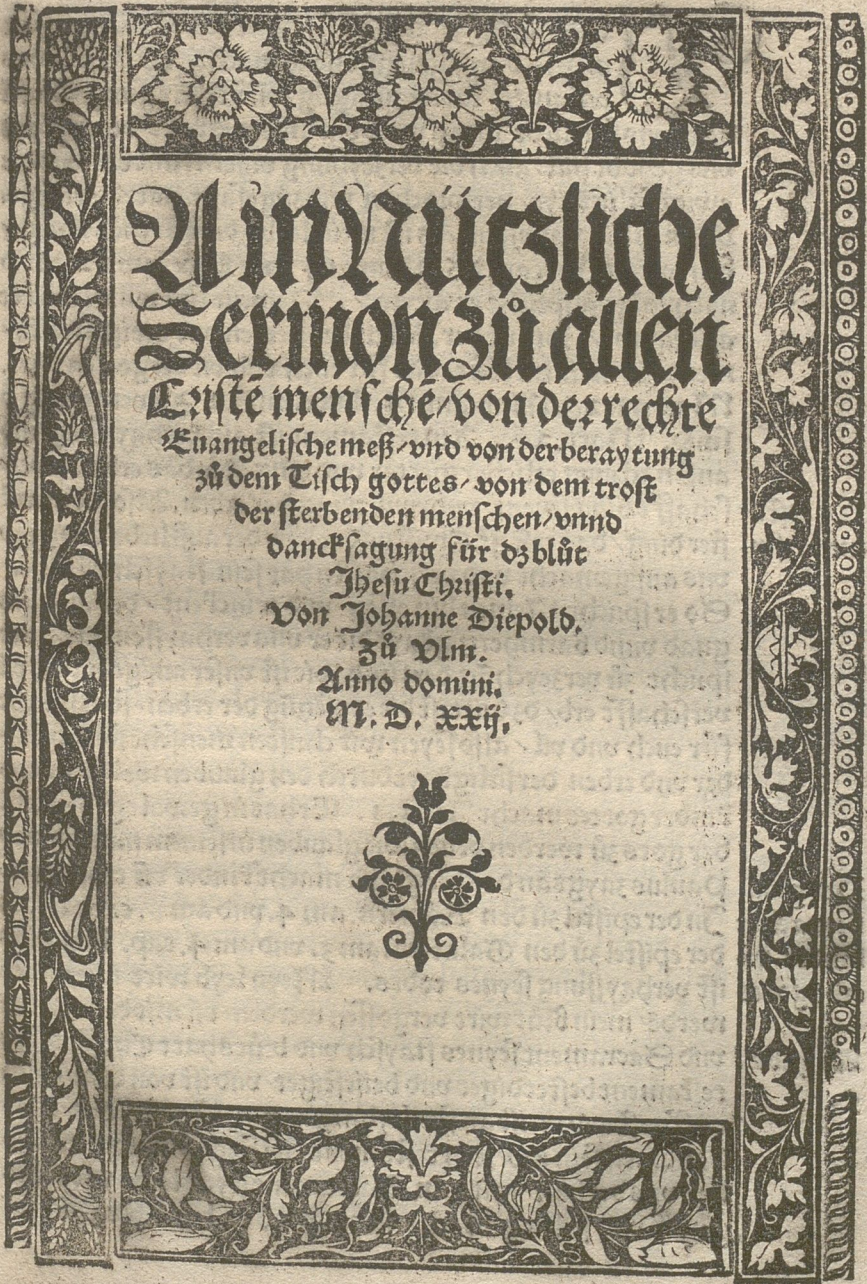 Ain Nützliche
Sermon zů allen
Cristē menschē / von der rechte
Euangelische meß / vnd von der beraytung
zů dem Tisch gottes / von dem trost
der sterbenden menschen / vnnd
dancksagung für dz blůt
Jhesu Christi.
Von Johanne Diepold.
zů Vlm.
Anno domini.
M. D. XXij.